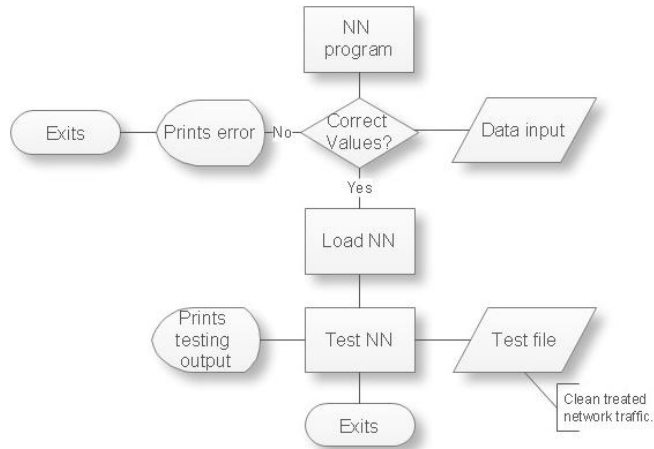 NN
program
Exits
Prints error
No
Correct
Values?
Data input
Yes
Load NN
Prints
testing
output
Test NN
Test file
Clean treated
network traffic.
Exits